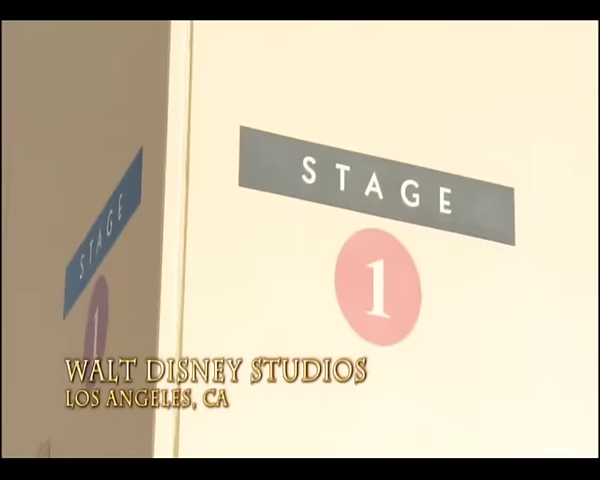 STAGE
1
STAGE
1
WALT DISNEY STUDIOS
LOS ANGELES, CA